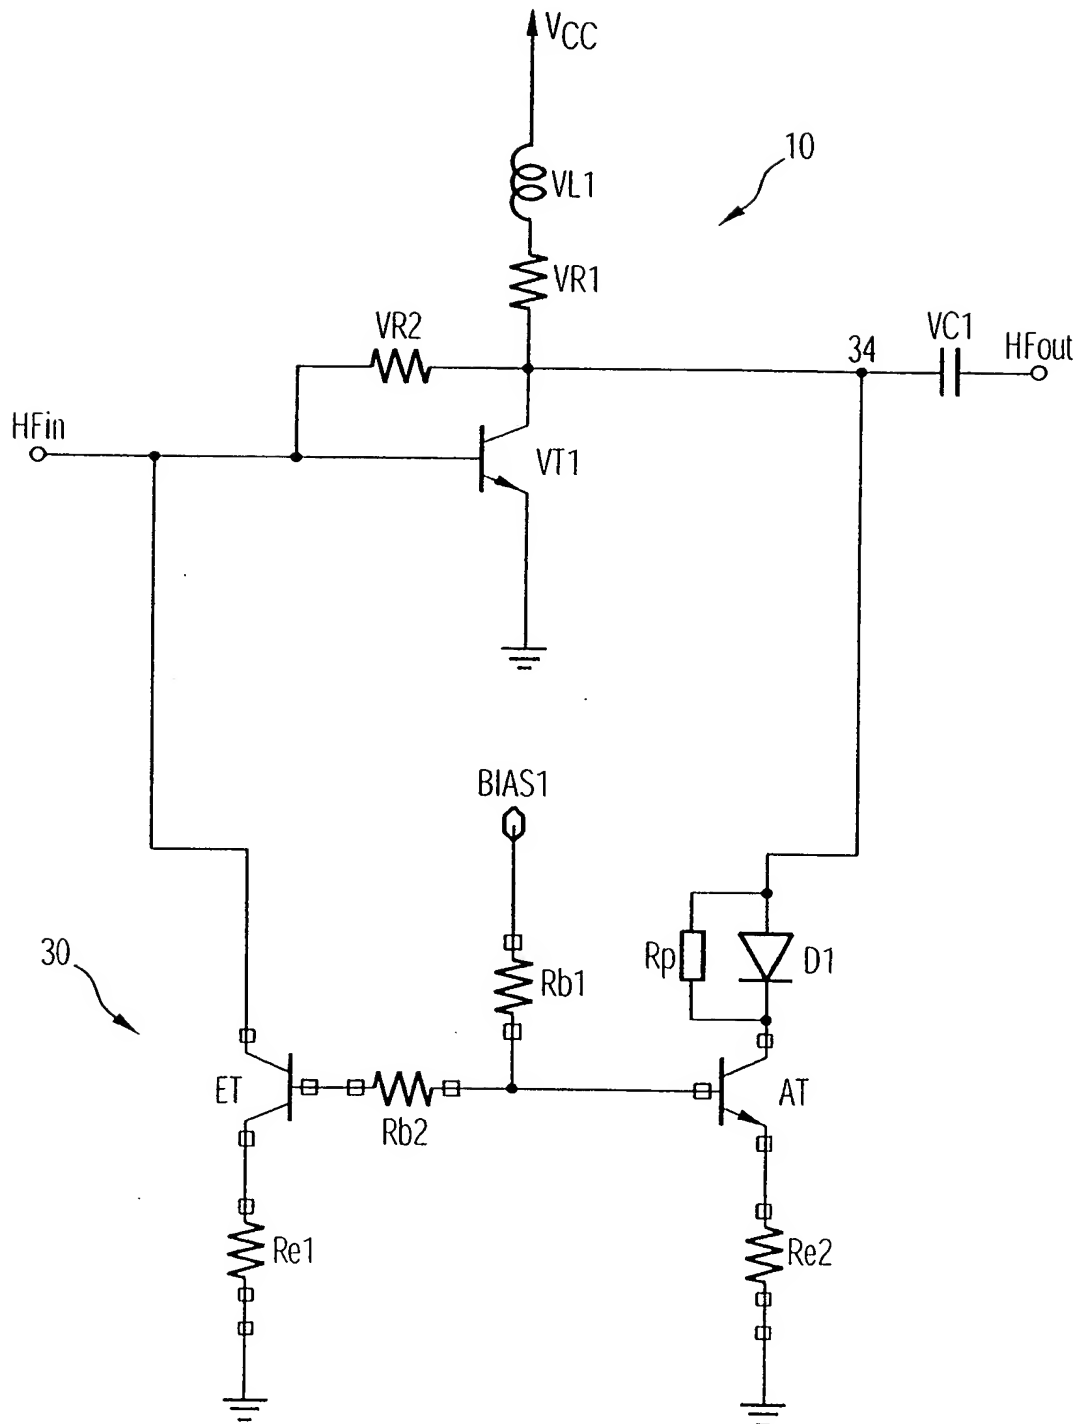 VCC
10
VL1
VR1
VR2
VC1
34
HFout
HFin
VT1
BIAS1
30
Rb1
Rp
D1
ET
Rb2
AT
Re1
Re2